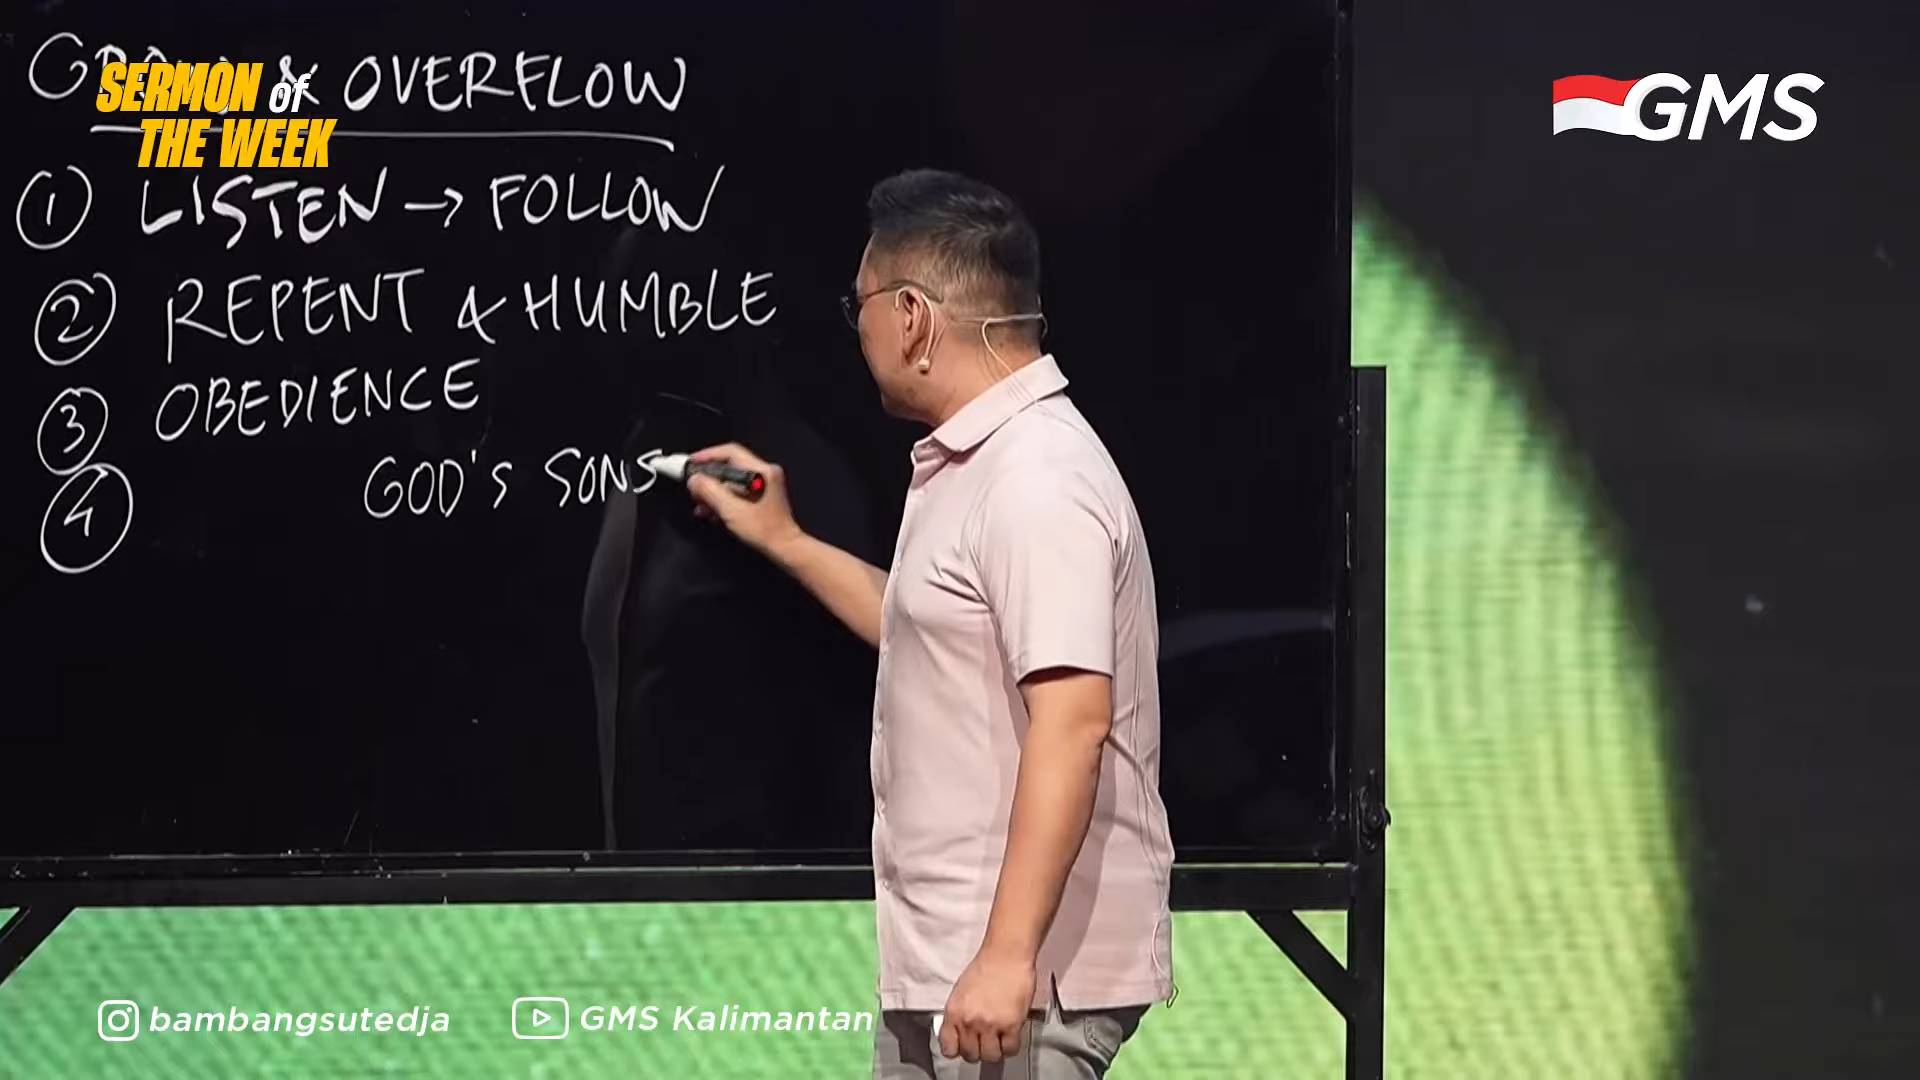 & OVERFLOW
SERMON of
THE WEEK
GMS
① LISTEN → FOLLOW
② REPENT & HUMBLE
③ OBEDIENCE
④ GOD'S SONS
bambangsutedja
GMS Kalimantan